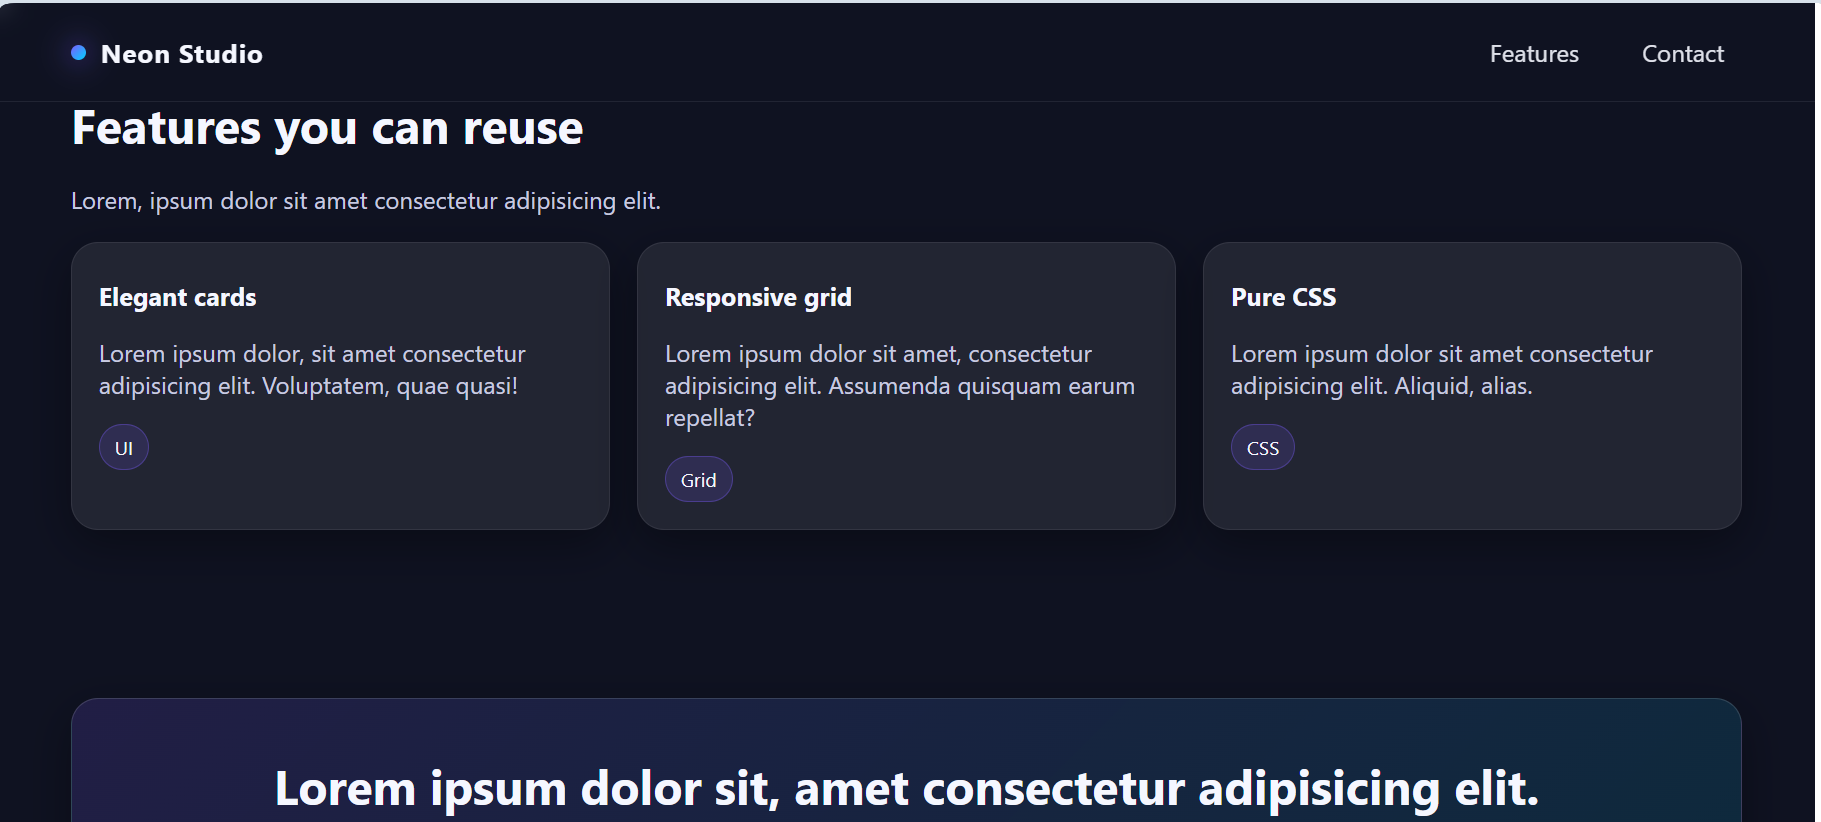 Neon Studio
Features
Contact
Features you can reuse
Lorem, ipsum dolor sit amet consectetur adipisicing elit.
Elegant cards
Lorem ipsum dolor, sit amet consectetur
adipisicing elit. Voluptatem, quae quasi!
UI
Responsive grid
Lorem ipsum dolor sit amet, consectetur
adipisicing elit. Assumenda quisquam earum
repellat?
Grid
Pure CSS
Lorem ipsum dolor sit amet consectetur
adipisicing elit. Aliquid, alias.
CSS
Lorem ipsum dolor sit, amet consectetur adipisicing elit.